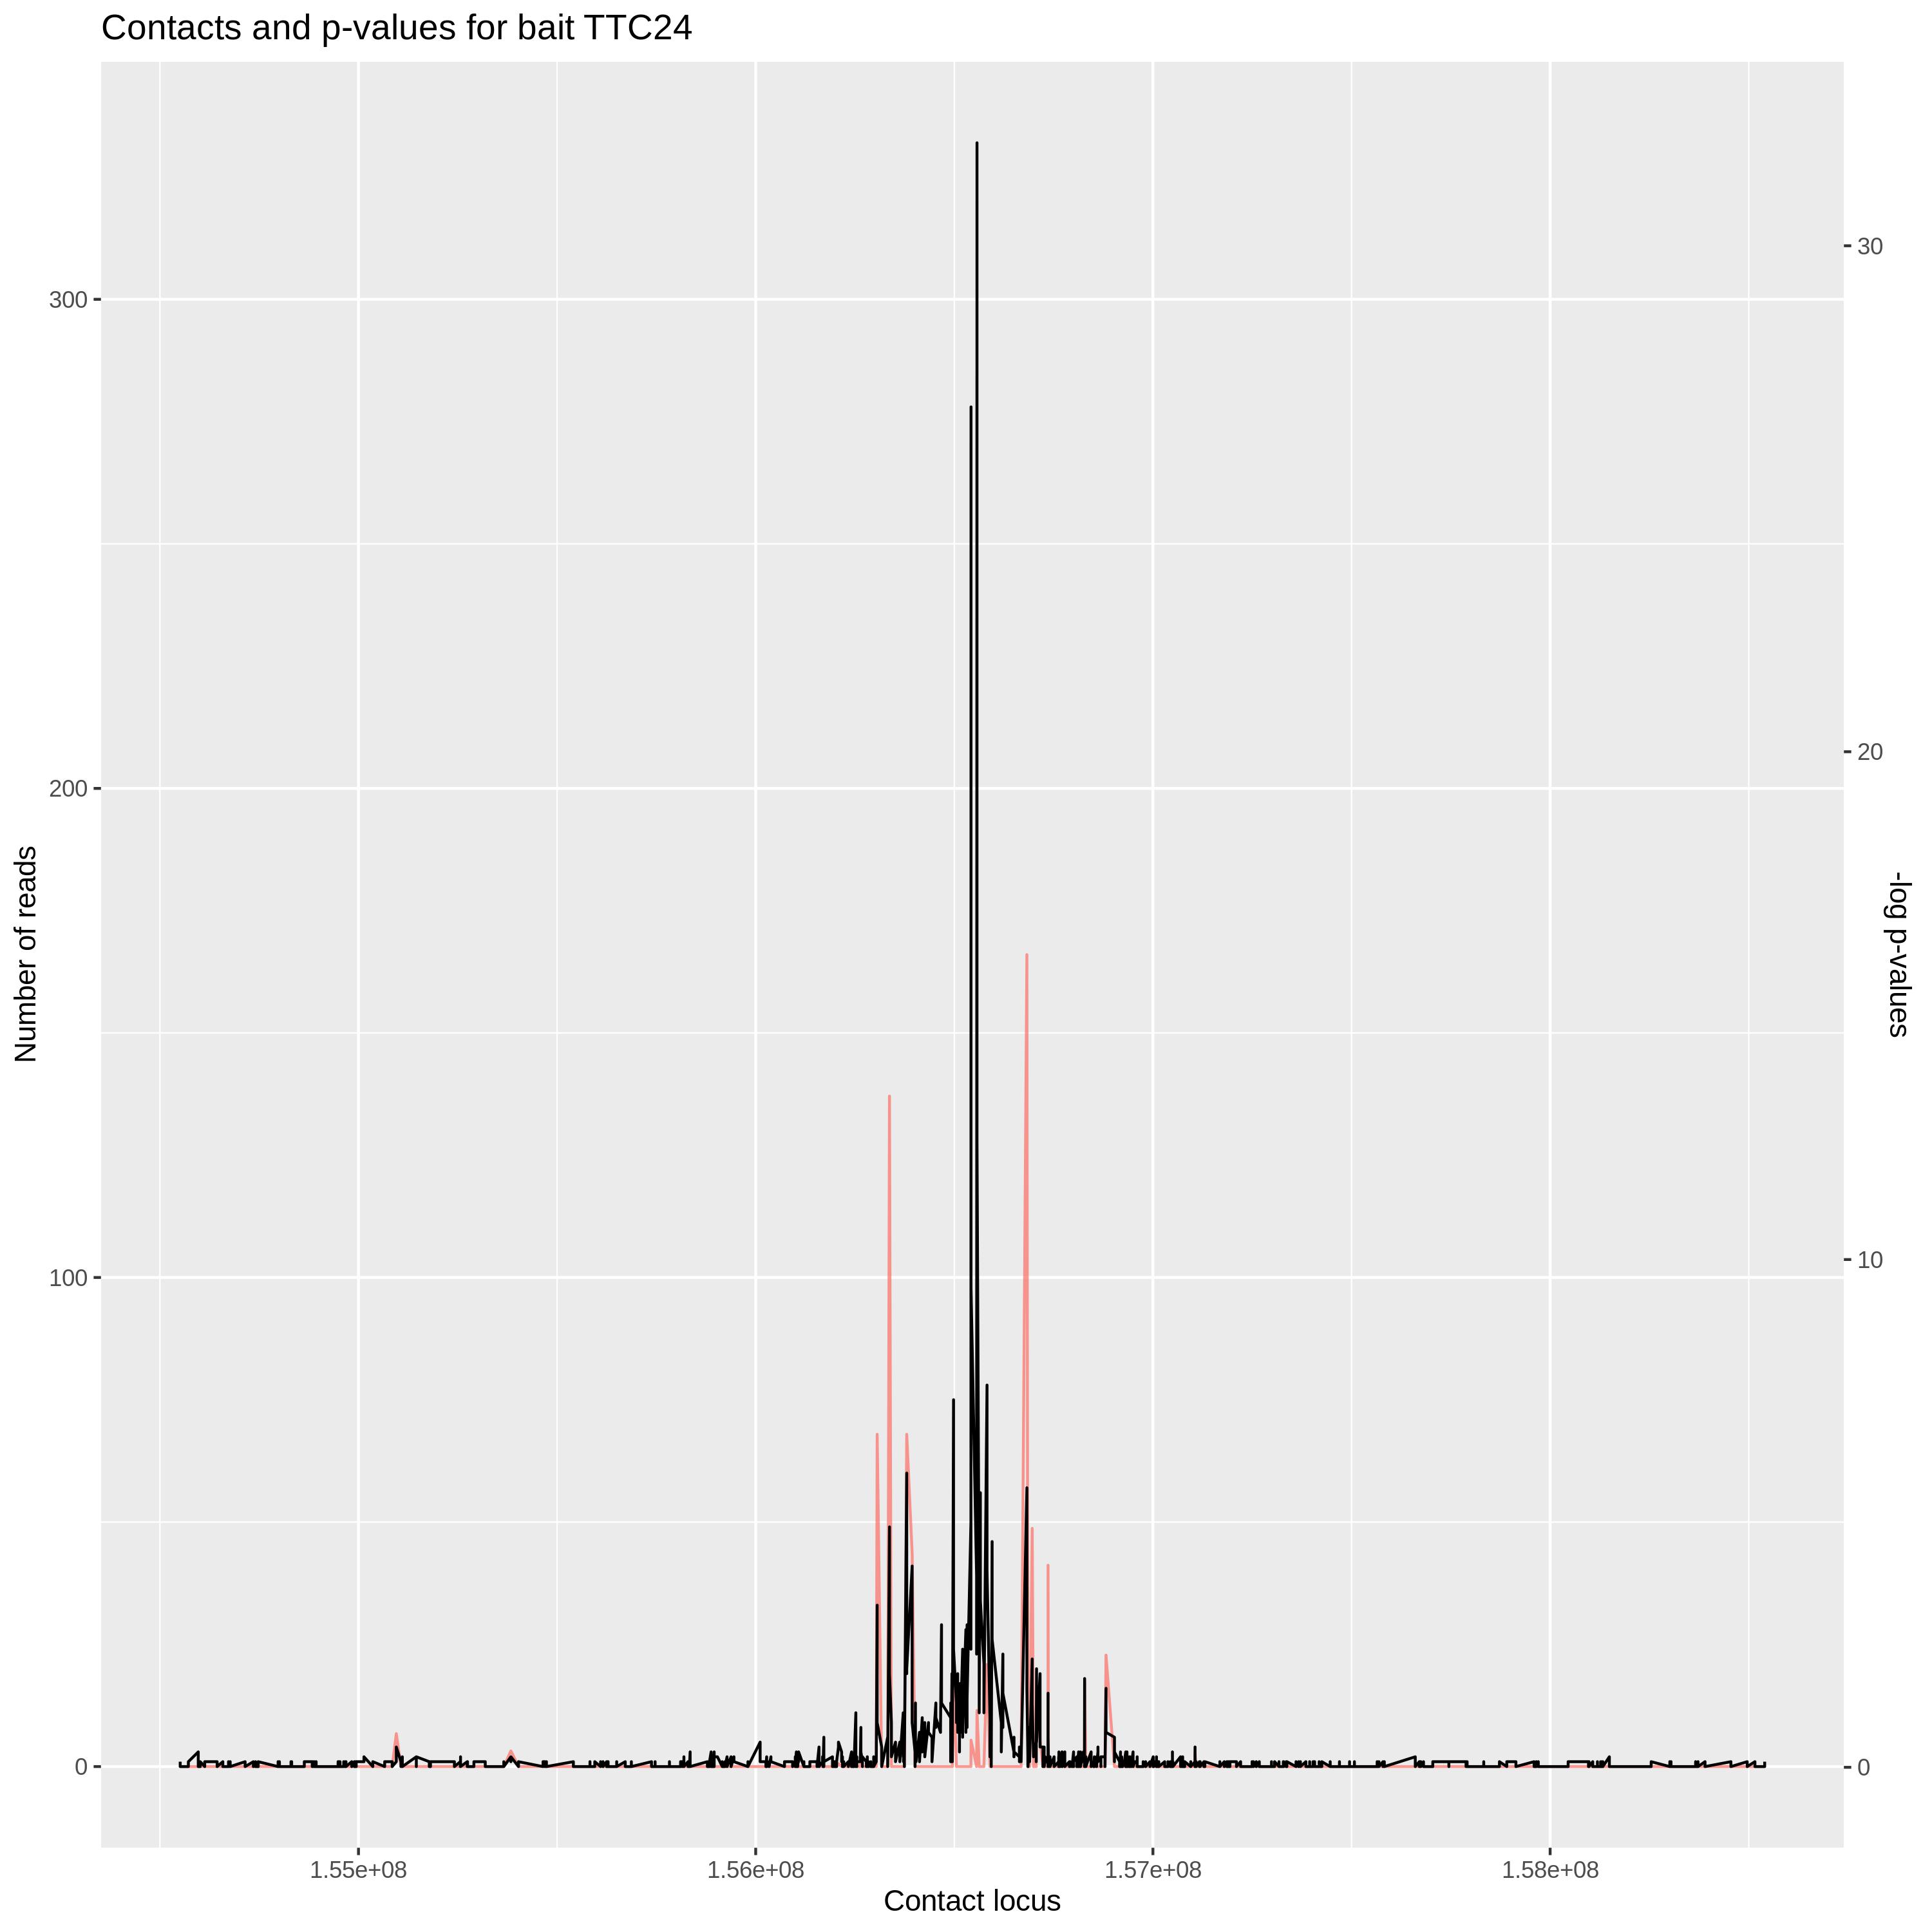 Contacts and p-values for bait TTC24
300
200
100
0
Number of reads
30
20
10
0
-log p-values
1.55e+08 1.56e+08 1.57e+08 1.58e+08
Contact locus